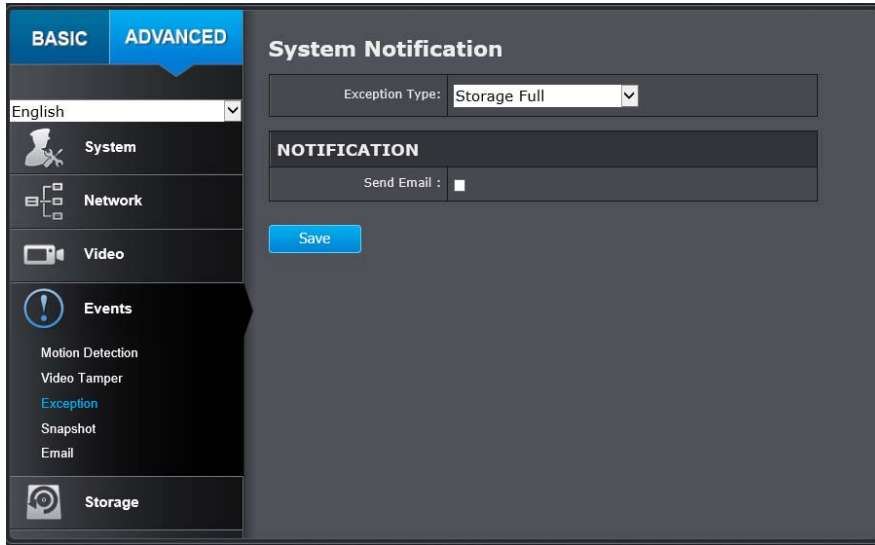 BASIC
ADVANCED
English
System
Network
Video
Events
Motion Detection
Video Tamper
Exception
Snapshot
Email
Storage
System Notification
Exception Type: Storage Full
NOTIFICATION
Send Email :
Save